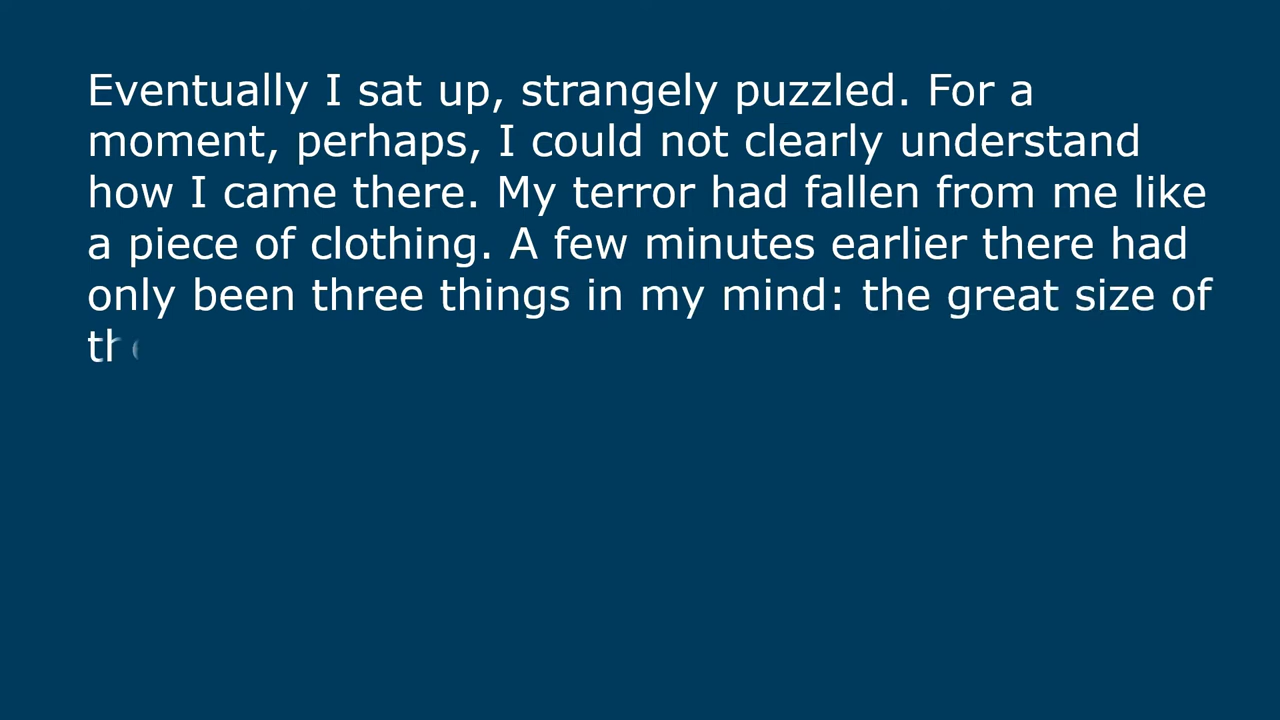 Eventually I sat up, strangely puzzled. For a
moment, perhaps, I could not clearly understand
how I came there. My terror had fallen from me like
a piece of clothing. A few minutes earlier there had
only been three things in my mind: the great size of